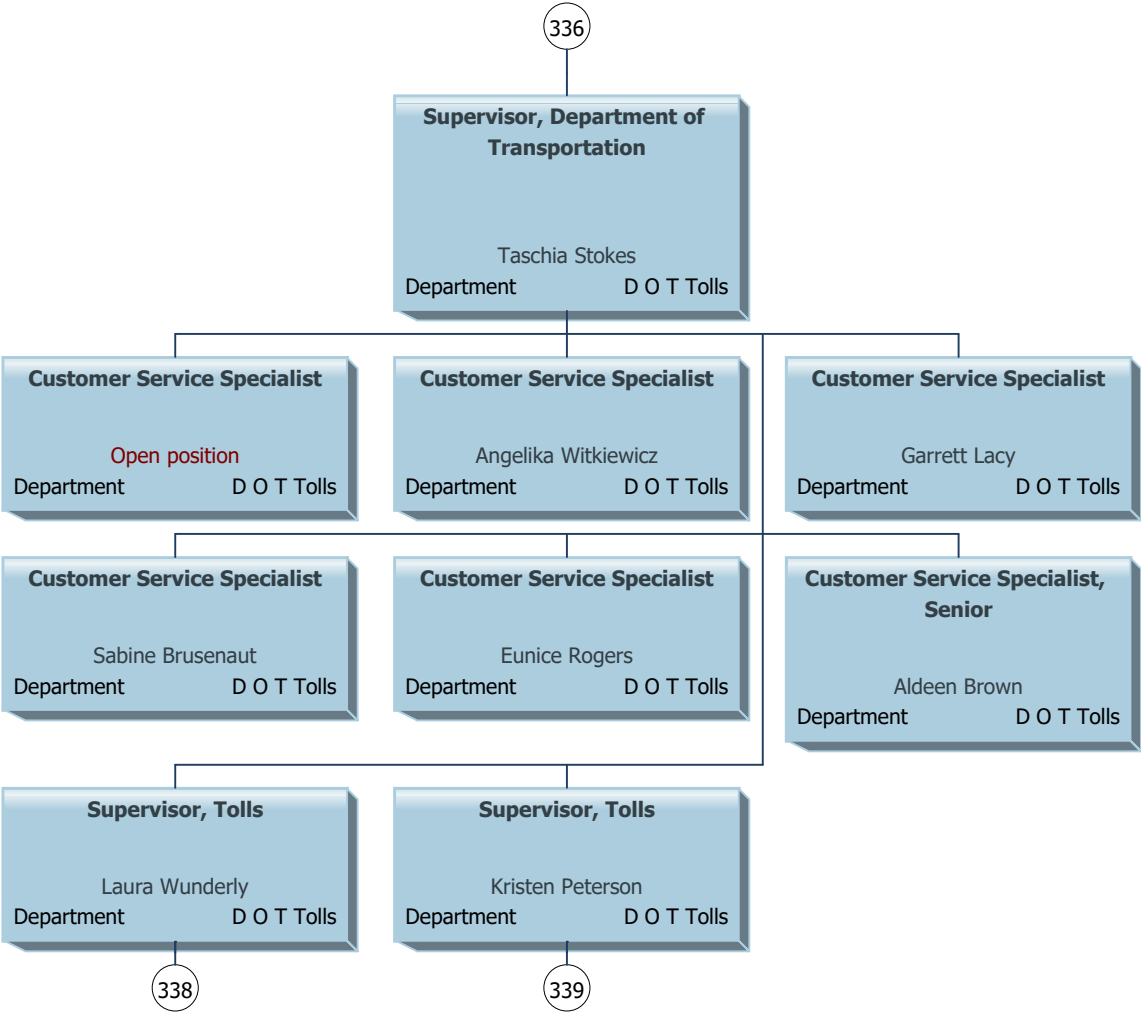 336
Supervisor, Department of
Transportation
Taschia Stokes
Department D O T Tolls
Customer Service Specialist
Open position
Department D O T Tolls
Customer Service Specialist
Angelika Witkiewicz
Department D O T Tolls
Customer Service Specialist
Garrett Lacy
Department D O T Tolls
Customer Service Specialist
Sabine Brusenaut
Department D O T Tolls
Customer Service Specialist
Eunice Rogers
Department D O T Tolls
Customer Service Specialist,
Senior
Aldeen Brown
Department D O T Tolls
Supervisor, Tolls
Laura Wunderly
Department D O T Tolls
338
Supervisor, Tolls
Kristen Peterson
Department D O T Tolls
339